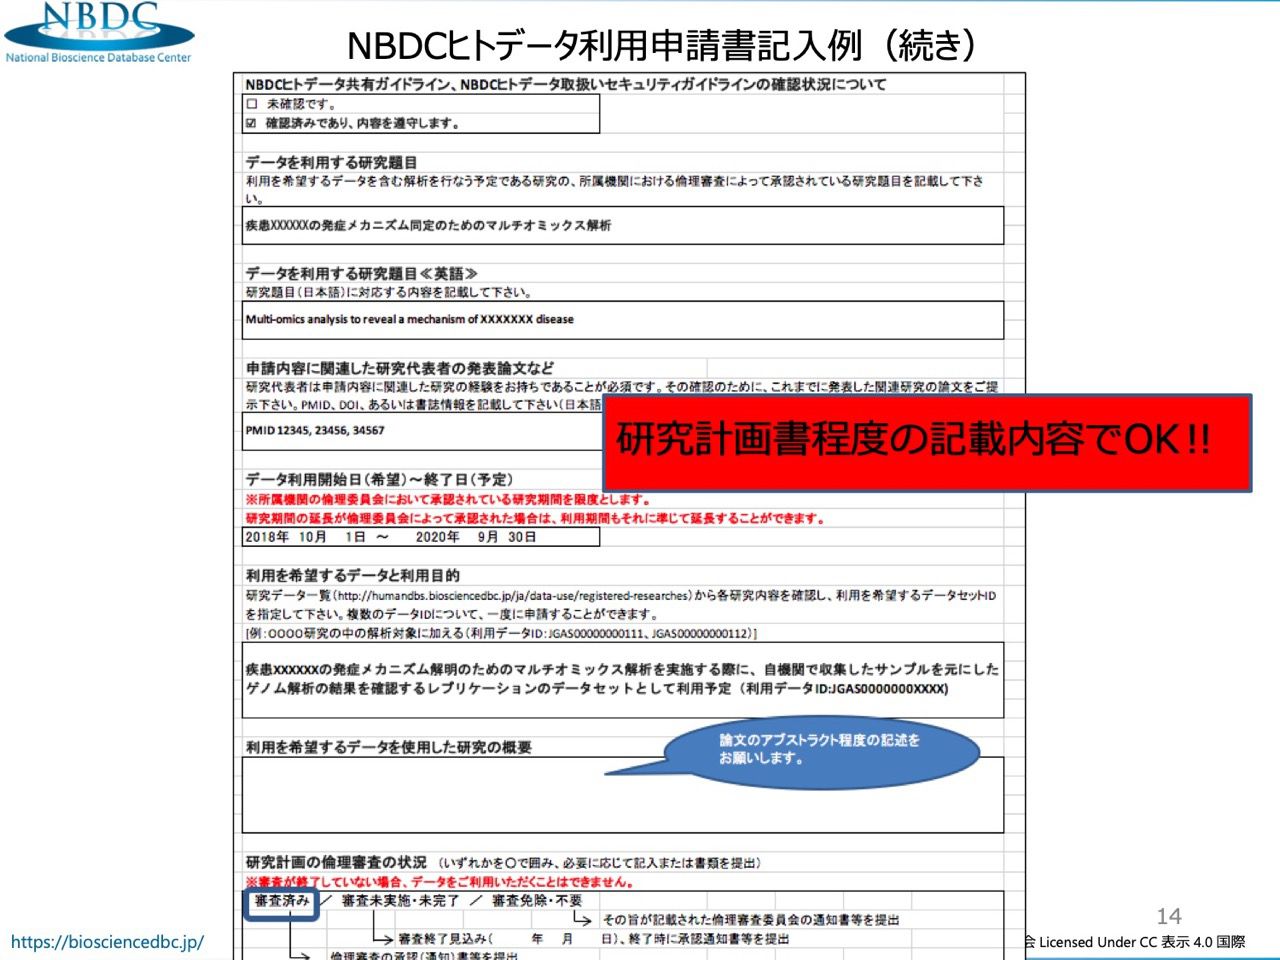 NBDC
National Bioscience Database Center
NBDCヒトデータ利用申請書記入例（続き）
NBDCヒトデータ共有ガイドライン、NBDCヒトデータ取扱いセキュリティガイドラインの確認状況について
☐ 未確認です。
☑ 確認済みであり、内容を遵守します。
データを利用する研究題目
利用を希望するデータを含む解析を行なう予定である研究の、所属機関における倫理審査によって承認されている研究題目を記載して下さ
い。
疾患XXXXXXの発症メカニズム同定のためのマルチオミックス解析
データを利用する研究題目≪英語≫
研究題目（日本語）に対応する内容を記載して下さい。
Multi-omics analysis to reveal a mechanism of XXXXXXX disease
申請内容に関連した研究代表者の発表論文など
研究代表者は申請内容に関連した研究の経験をお持ちであることが必須です。その確認のために、これまでに発表した関連研究の論文をご提
示下さい。PMID、DOI、あるいは書誌情報を記載して下さい（日本語
PMID 12345, 23456, 34567
研究計画書程度の記載内容でOK！！
データ利用開始日（希望）～終了日（予定）
※所属機関の倫理委員会において承認されている研究期間を限度とします。
研究期間の延長が倫理委員会によって承認された場合は、利用期間もそれに準じて延長することができます。
2018年 10月 1日 ～ 2020年 9月 30日
利用を希望するデータと利用目的
研究データ一覧（http://humandbs.biosciencedbc.jp/ja/data-use/registered-researches）から各研究内容を確認し、利用を希望するデータセットID
を指定して下さい。複数のデータIDについて、一度に申請することができます。
[例：○○○○研究の中の解析対象に加える（利用データID：JGAS00000000111、JGAS00000000112）]
疾患XXXXXXの発症メカニズム解明のためのマルチオミックス解析を実施する際に、自機関で収集したサンプルを元にした
ゲノム解析の結果を確認するレプリケーションのデータセットとして利用予定（利用データID:JGAS0000000XXXX)
利用を希望するデータを使用した研究の概要
論文のアブストラクト程度の記述を
お願いします。
研究計画の倫理審査の状況 （いずれかを○で囲み、必要に応じて記入または書類を提出）
※審査が終了していない場合、データをご利用いただくことはできません。
審査済み ／ 審査未実施・未完了 ／ 審査免除・不要
その旨が記載された倫理審査委員会の通知書等を提出
審査終了見込み（ 年 月 日）、終了時に承認通知書等を提出
倫理審査の承認（通知）書等を提出
14
https://biosciencedbc.jp/
会 Licensed Under CC 表示 4.0 国際